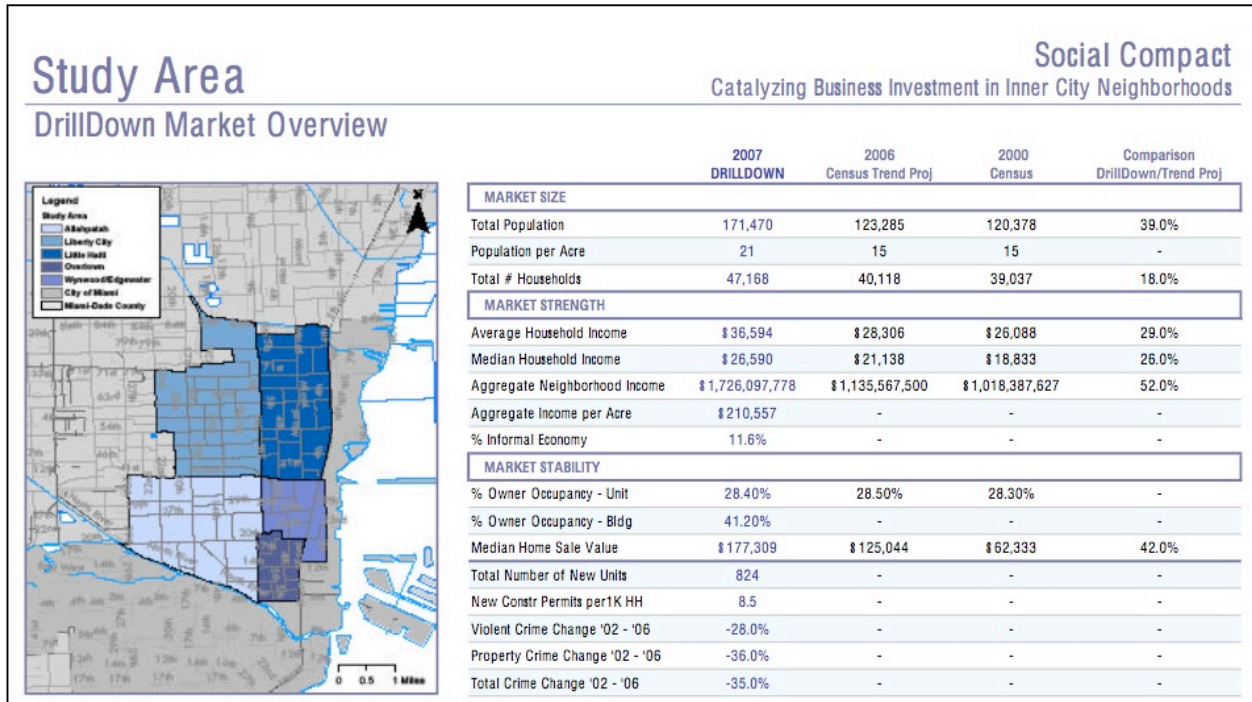 Study Area
Social Compact
Catalyzing Business Investment in Inner City Neighborhoods
DrillDown Market Overview
Legend
Study Area
Allahpatah
Liberty City
Little Haiti
Overtown
Wynwood/Edgewater
City of Miami
Miami-Dade County
0 0.5 1 Miles
2007 2006 2000 Comparison
DRILLDOWN Census Trend Proj Census DrillDown/Trend Proj
MARKET SIZE
Total Population 171,470 123,285 120,378 39.0%
Population per Acre 21 15 15 -
Total # Households 47,168 40,118 39,037 18.0%
MARKET STRENGTH
Average Household Income $36,594 $28,306 $26,088 29.0%
Median Household Income $26,590 $21,138 $18,833 26.0%
Aggregate Neighborhood Income $1,726,097,778 $1,135,567,500 $1,018,387,627 52.0%
Aggregate Income per Acre $210,557 - - -
% Informal Economy 11.6% - - -
MARKET STABILITY
% Owner Occupancy - Unit 28.40% 28.50% 28.30% -
% Owner Occupancy - Bldg 41.20% - - -
Median Home Sale Value $177,309 $125,044 $62,333 42.0%
Total Number of New Units 824 - - -
New Constr Permits per1K HH 8.5 - - -
Violent Crime Change '02 - '06 -28.0% - - -
Property Crime Change '02 - '06 -36.0% - - -
Total Crime Change '02 - '06 -35.0% - - -